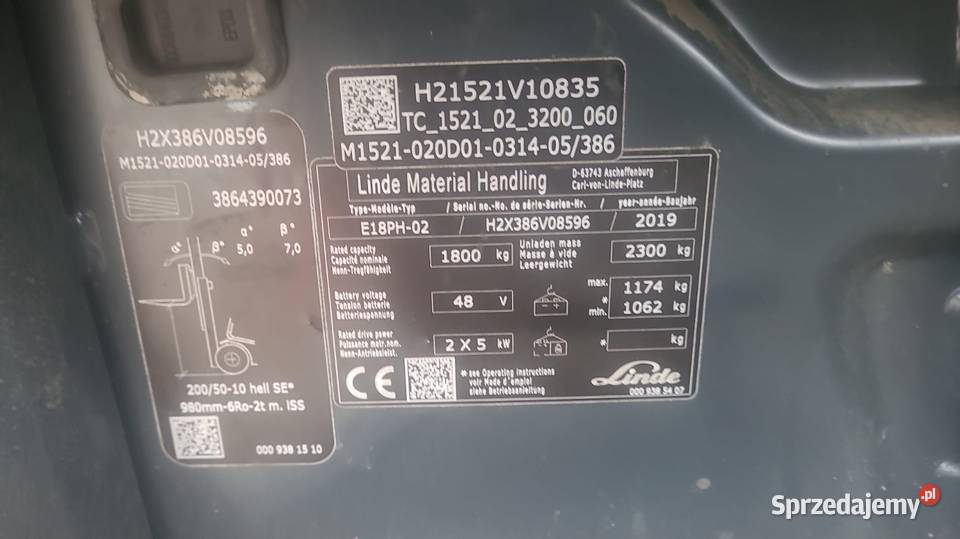 H21521V10835
TC_1521_02_3200_060
M1521-020D01-0314-05/386
H2X386V08596
M1521-020D01-0314-05/386
3864390073
α° β°
5,0 7,0
α° β°
200/50-10 hell SE*
980mm-6Ro-2t m. ISS
000 938 15 10
Linde Material Handling
D-63743 Aschaffenburg
Carl-von-Linde-Platz
Type-Modèle-Typ / Serial no.-No. de série-Serien-Nr. / year-année-Baujahr
E18PH-02 / H2X386V08596 / 2019
Rated capacity
Capacité nominale
Nenn-Tragfähigkeit
1800 kg
Unladen mass
Masse à vide
Leergewicht
2300 kg
Battery voltage
Tension batterie
Batteriespannung
48 V
max. 1174 kg
*
min. 1062 kg
Rated drive power
Puissance motr.nom.
Nenn-Antriebsleist.
2 X 5 kW
* kg
CE
* see Operating instructions
voir Mode d'emploi
siehe Betriebsanleitung
Linde
000 938 54 07
Sprzedajemy.pl